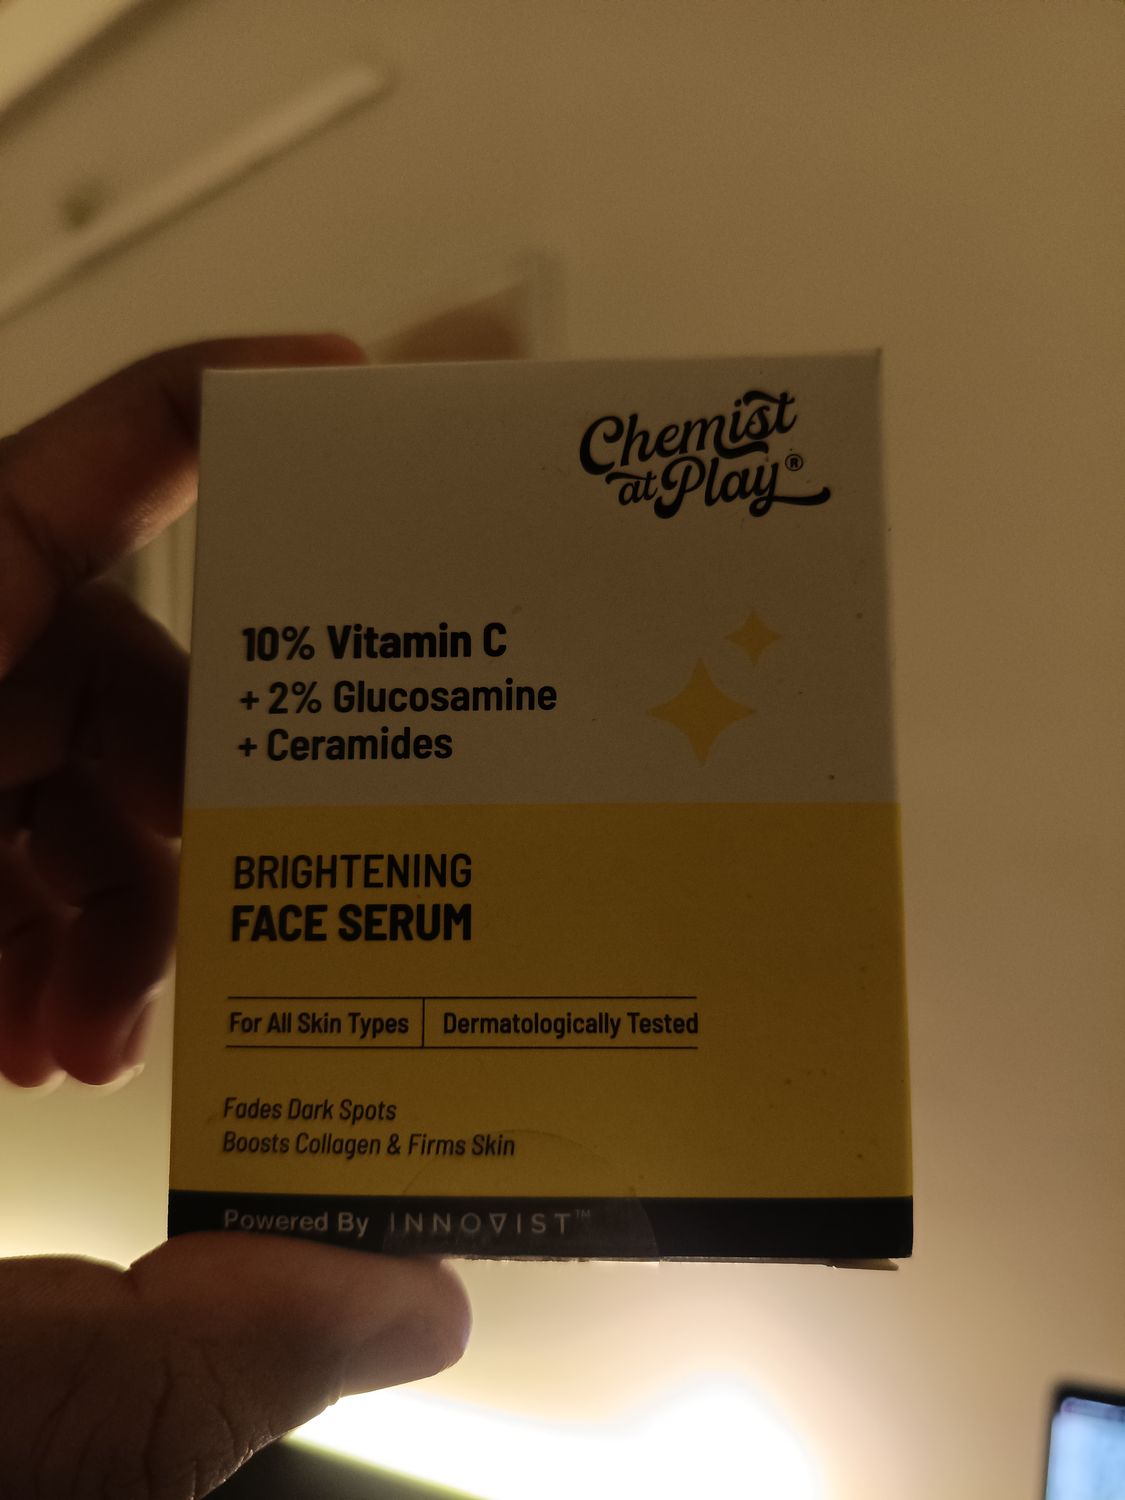 Chemist
at Play®
10% Vitamin C
+ 2% Glucosamine
+ Ceramides
BRIGHTENING
FACE SERUM
For All Skin Types
Dermatologically Tested
Fades Dark Spots
Boosts Collagen & Firms Skin
Powered By INNOVIST™